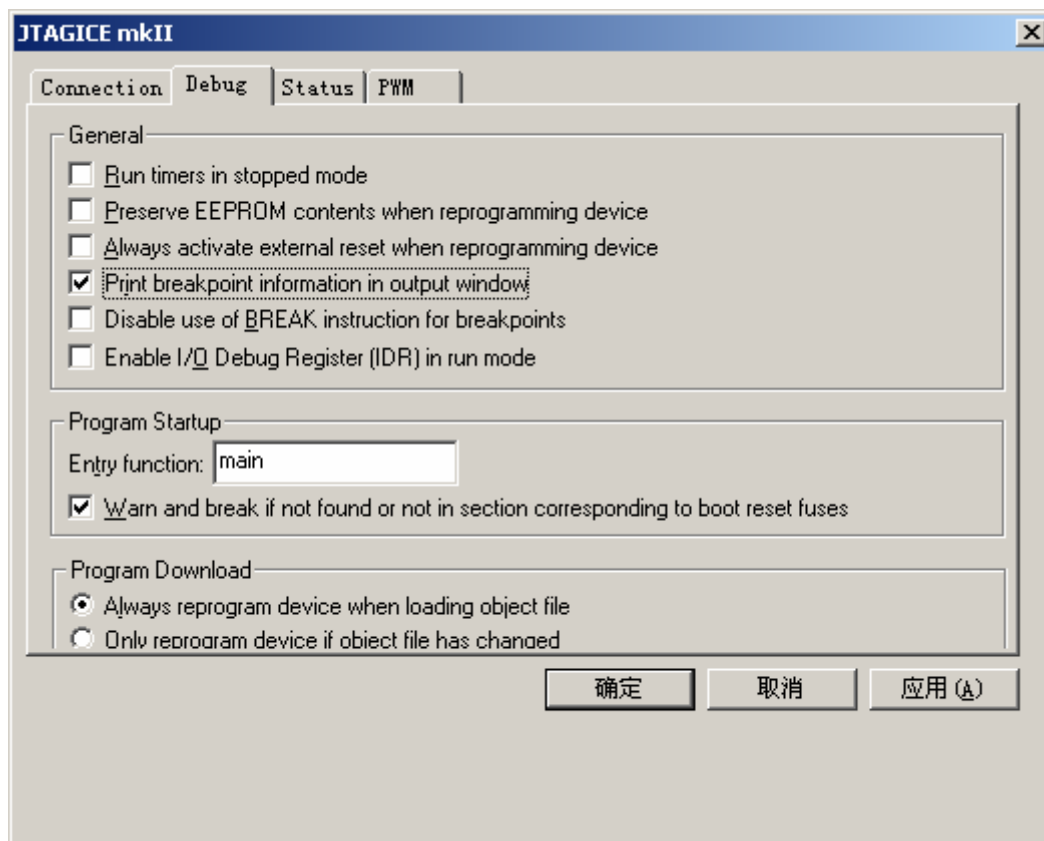 JTAGICE mkII
Connection Debug Status PWM
General
Run timers in stopped mode
Preserve EEPROM contents when reprogramming device
Always activate external reset when reprogramming device
Print breakpoint information in output window
Disable use of BREAK instruction for breakpoints
Enable I/O Debug Register (IDR) in run mode
Program Startup
Entry function: main
Warn and break if not found or not in section corresponding to boot reset fuses
Program Download
Always reprogram device when loading object file
Only reprogram device if object file has changed
确定 取消 应用(A)